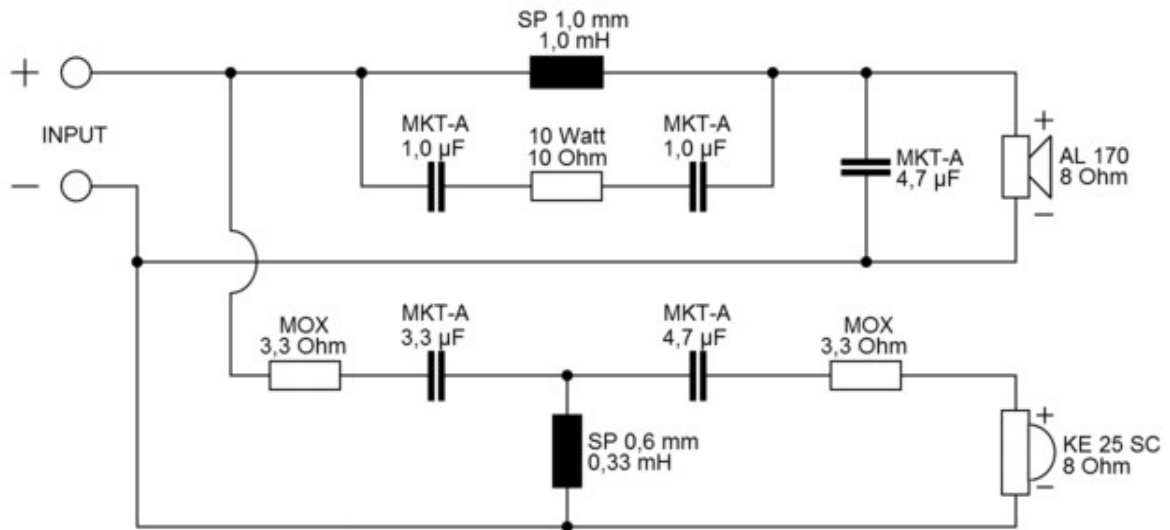 SP 1,0 mm
1,0 mH
+
INPUT
−
MKT-A
1,0 µF
10 Watt
10 Ohm
MKT-A
1,0 µF
MKT-A
4,7 µF
+
AL 170
8 Ohm
−
MOX
3,3 Ohm
MKT-A
3,3 µF
MKT-A
4,7 µF
MOX
3,3 Ohm
SP 0,6 mm
0,33 mH
+
KE 25 SC
8 Ohm
−